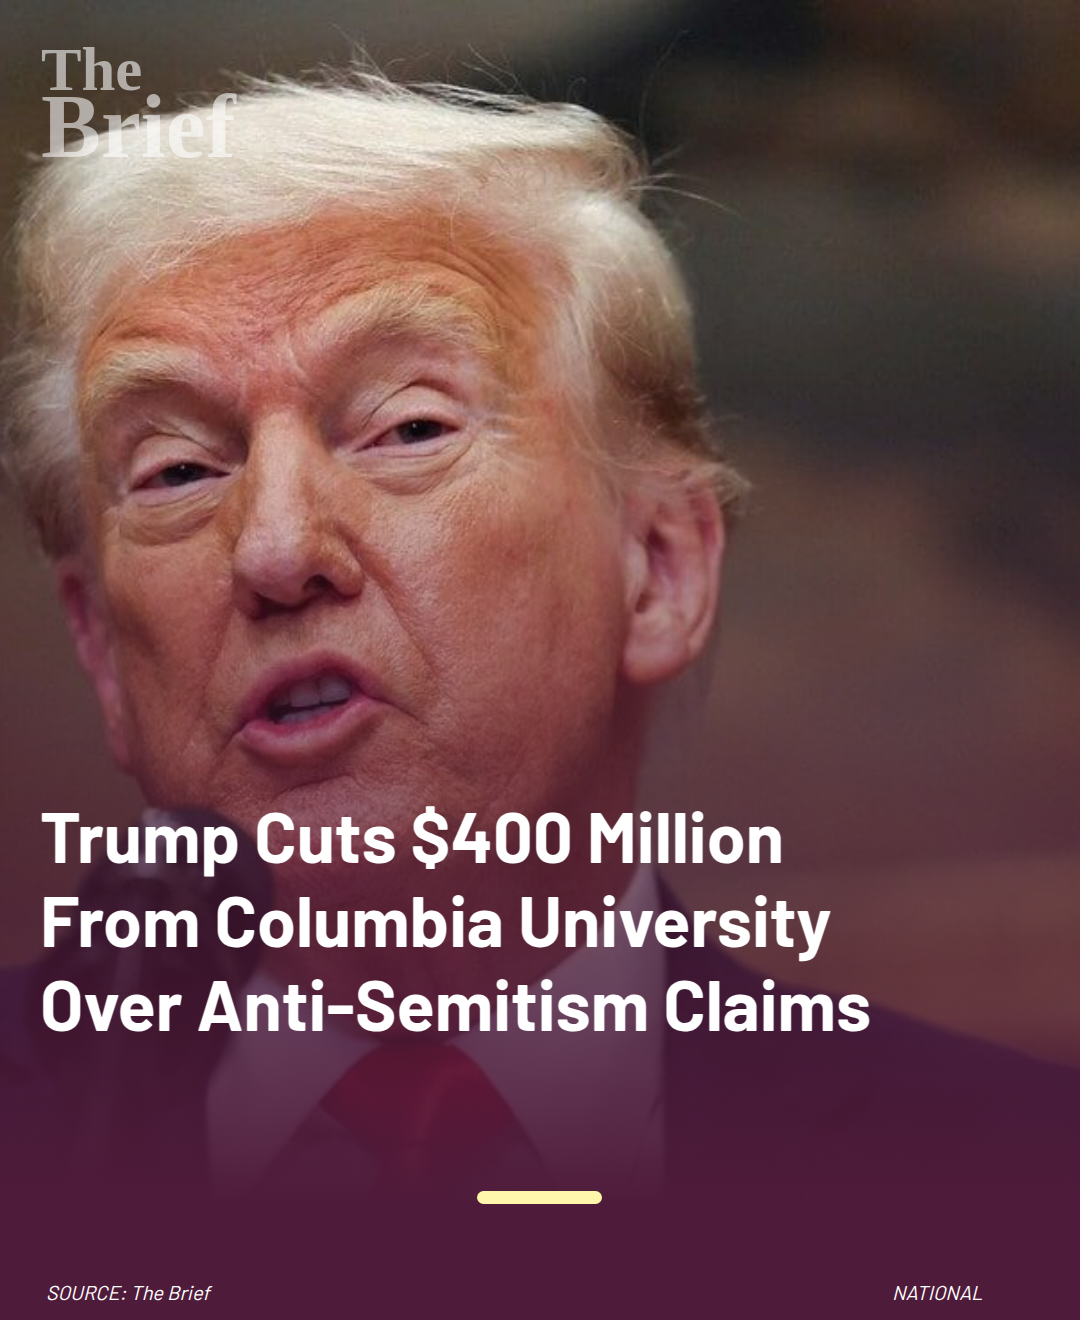 The
Brief
Trump Cuts $400 Million
From Columbia University
Over Anti-Semitism Claims
SOURCE: The Brief
NATIONAL